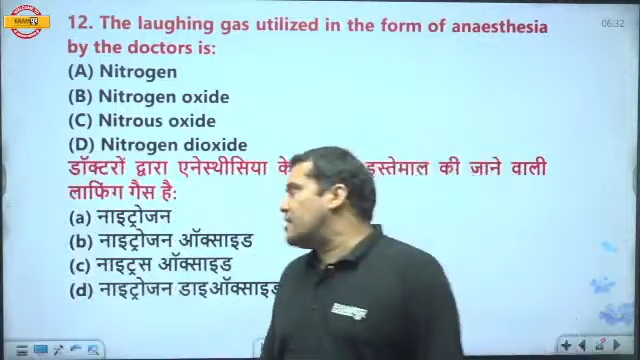 12. The laughing gas utilized in the form of anaesthesia
by the doctors is:
(A) Nitrogen
(B) Nitrogen oxide
(C) Nitrous oxide
(D) Nitrogen dioxide
डॉक्टरों द्वारा एनेस्थीसिया के इस्तेमाल की जाने वाली
लाफिंग गैस है:
(a) नाइट्रोजन
(b) नाइट्रोजन ऑक्साइड
(c) नाइट्रस ऑक्साइड
(d) नाइट्रोजन डाइऑक्साइड
06:32